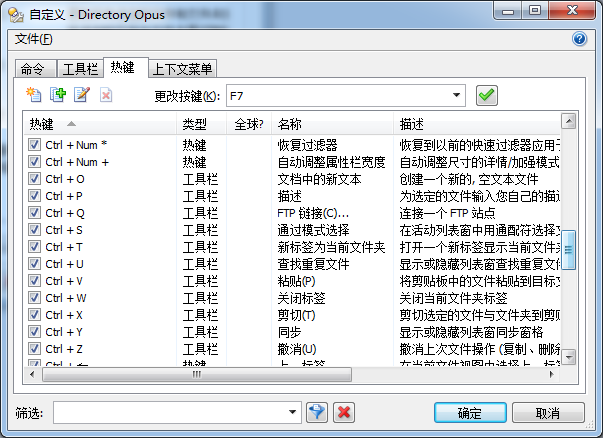 自定义 - Directory Opus
文件(F)
命令 工具栏 热键 上下文菜单
更改按键(K): F7
热键 类型 全球? 名称 描述
Ctrl + Num * 热键 恢复过滤器 恢复到以前的快速过滤器应用于
Ctrl + Num + 热键 自动调整属性栏宽度 自动调整尺寸的详情/加强模式
Ctrl + O 工具栏 文档中的新文本 创建一个新的, 空文本文件
Ctrl + P 工具栏 描述 为选定的文件输入您自己的描述
Ctrl + Q 工具栏 FTP 链接(C)... 连接一个 FTP 站点
Ctrl + S 工具栏 通过模式选择 在活动列表窗中用通配符选择文
Ctrl + T 工具栏 新标签为当前文件夹 打开一个新标签显示当前文件夹
Ctrl + U 工具栏 查找重复文件 显示或隐藏列表窗查找重复文件
Ctrl + V 工具栏 粘贴(P) 将剪贴板中的文件粘贴到目标文
Ctrl + W 工具栏 关闭标签 关闭当前文件夹标签
Ctrl + X 工具栏 剪切(T) 剪切选定的文件与文件夹到剪贴
Ctrl + Y 工具栏 同步 显示或隐藏列表窗同步窗格
Ctrl + Z 工具栏 撤消(U) 撤消上次文件操作 (复制、删除
筛选:
确定 取消